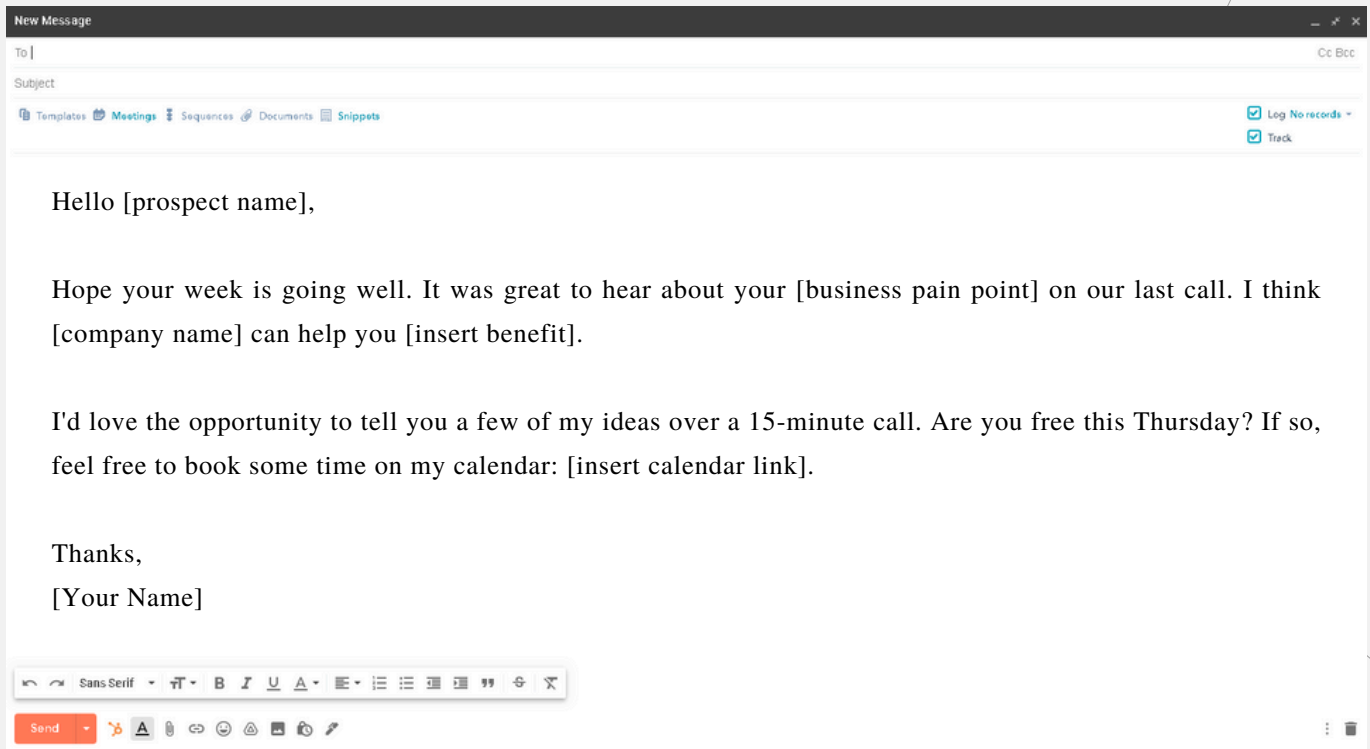 New Message
To
Cc Bcc
Subject
Templates Meetings Sequences Documents Snippets
Log No records
Track
Hello [prospect name],
Hope your week is going well. It was great to hear about your [business pain point] on our last call. I think
[company name] can help you [insert benefit].
I'd love the opportunity to tell you a few of my ideas over a 15-minute call. Are you free this Thursday? If so,
feel free to book some time on my calendar: [insert calendar link].
Thanks,
[Your Name]
Sans Serif
Send